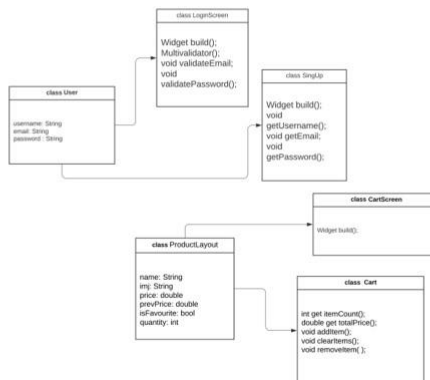 class LoginScreen
Widget build();
Multivalidator();
void validateEmail;
void
validatePassword();
class SingUp
Widget build();
void
getUsername();
void getEmail;
void
getPassword();
class User
username: String
email: String
password : String
class CartScreen
Widget build();
class ProductLayout
name: String
imj: String
price: double
prevPrice: double
isFavourite: bool
quantity: int
class Cart
int get itemCount();
double get totalPrice();
void addItem();
void clearItems();
void removeItem( );